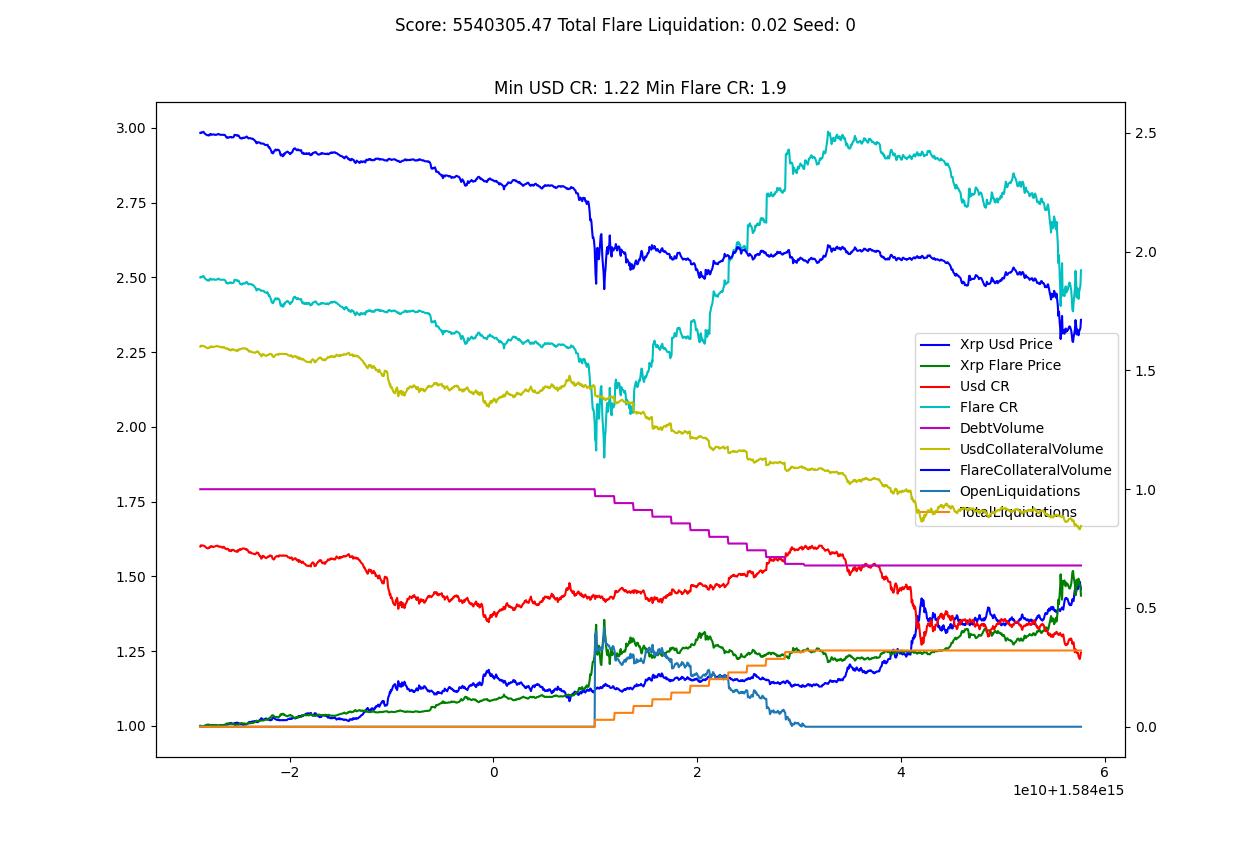 Score: 5540305.47 Total Flare Liquidation: 0.02 Seed: 0
Min USD CR: 1.22 Min Flare CR: 1.9
3.00
2.75
2.50
2.25
2.00
1.75
1.50
1.25
1.00
2.5
2.0
1.5
1.0
0.5
0.0
Xrp Usd Price
Xrp Flare Price
Usd CR
Flare CR
DebtVolume
UsdCollateralVolume
FlareCollateralVolume
OpenLiquidations
TotalLiquidations
−2 0 2 4 6
1e10+1.584e15